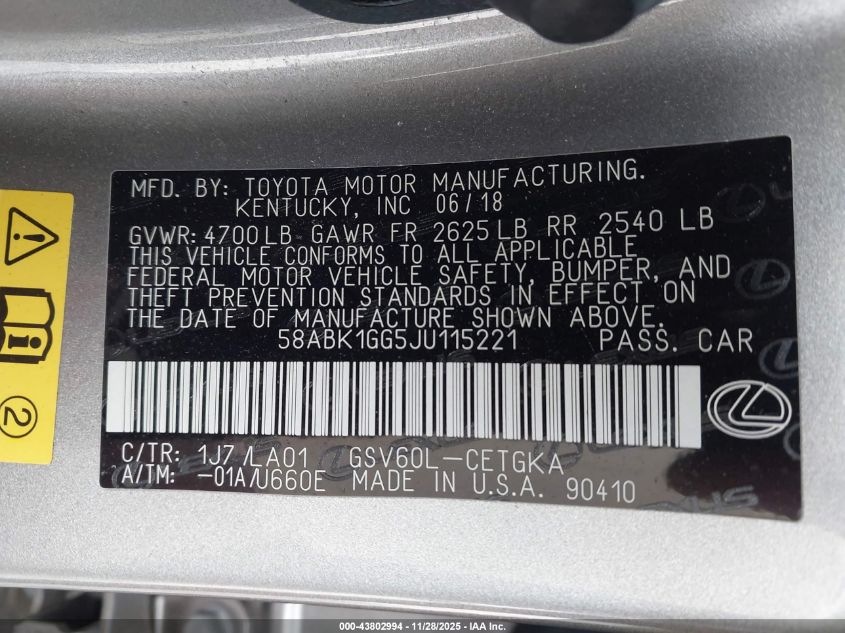 MFD. BY: TOYOTA MOTOR MANUFACTURING.
KENTUCKY, INC 06/18
GVWR: 4700LB GAWR FR 2625LB RR 2540 LB
THIS VEHICLE CONFORMS TO ALL APPLICABLE
FEDERAL MOTOR VEHICLE SAFETY, BUMPER, AND
THEFT PREVENTION STANDARDS IN EFFECT ON
THE DATE OF MANUFACTURE SHOWN ABOVE.
58ABK1GG5JU115221 PASS. CAR
C/TR: 1J7 /LA01 GSV60L-CETGKA
A/TM: -01A/U660E MADE IN U.S.A. 90410
2
000-43802994 - 11/28/2025 - IAAI.COM